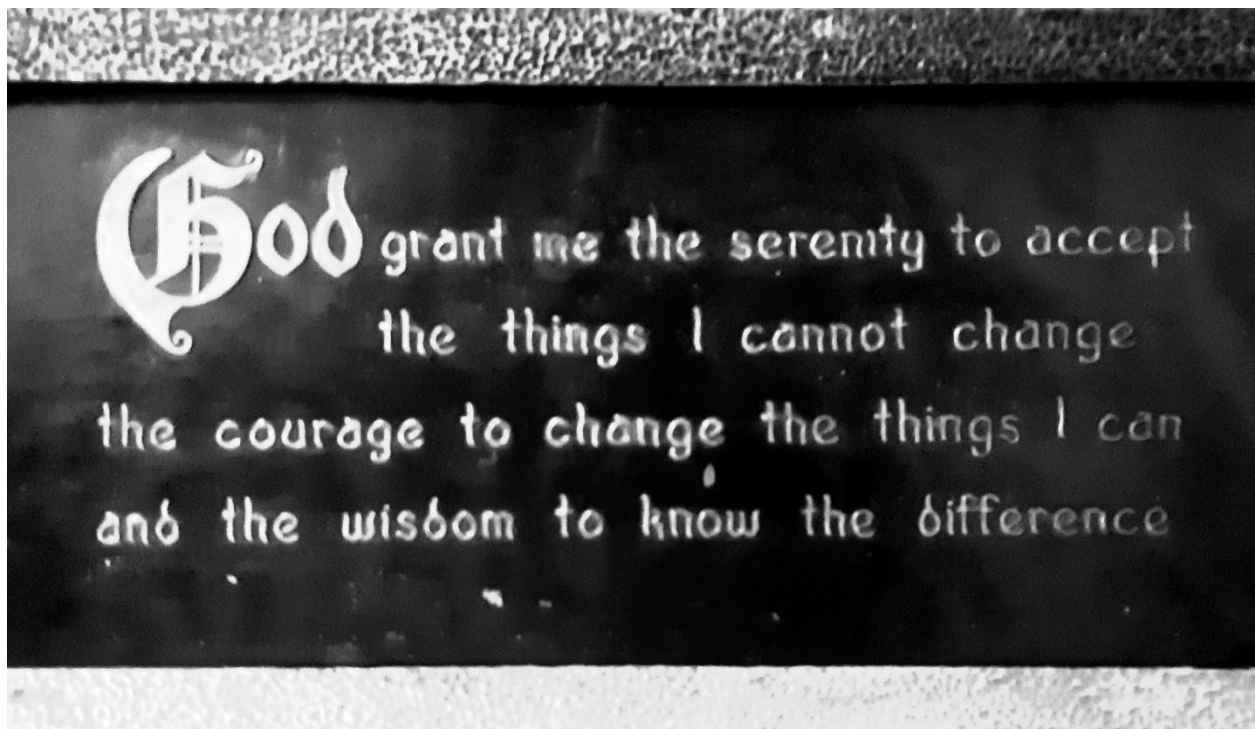 God grant me the serenity to accept
the things I cannot change
the courage to change the things I can
and the wisdom to know the difference